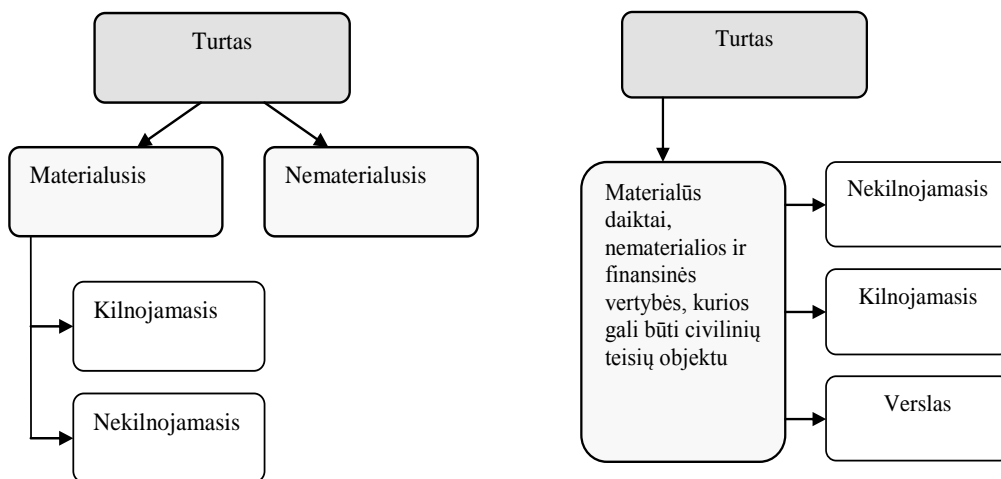 Turtas
Materialusis
Nematerialusis
Kilnojamasis
Nekilnojamasis
Turtas
Materialūs
daiktai,
nematerialios ir
finansinės
vertybės, kurios
gali būti civilinių
teisių objektu
Nekilnojamasis
Kilnojamasis
Verslas